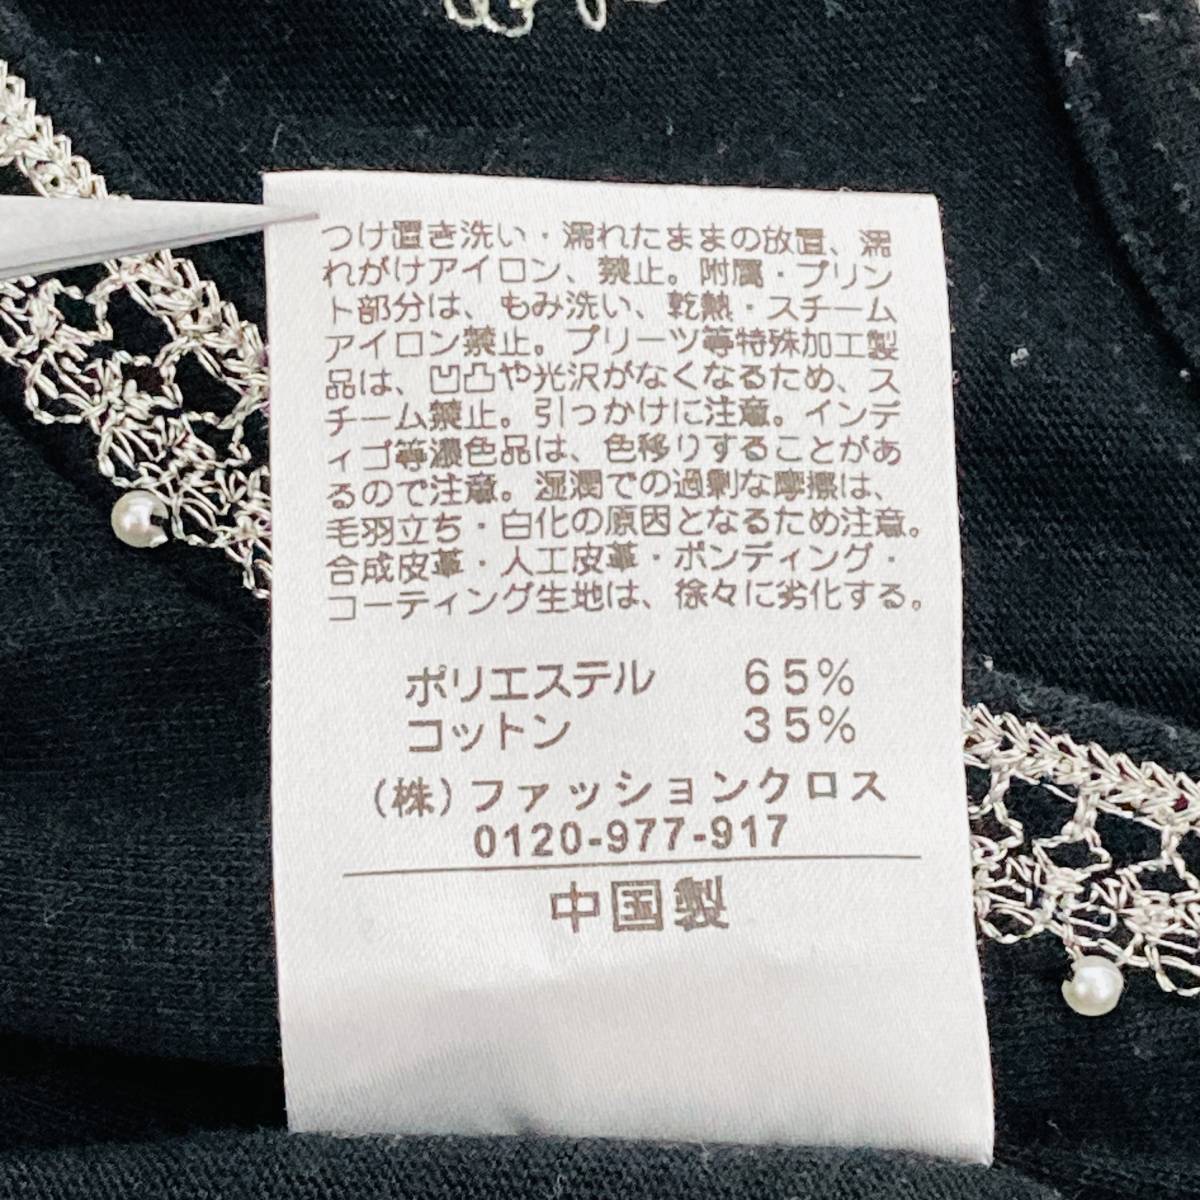 つけ置き洗い・濡れたままの放置、濡
れがけアイロン、禁止。附属・プリン
ト部分は、もみ洗い、乾熱・スチーム
アイロン禁止。プリーツ等特殊加工製
品は、凹凸や光沢がなくなるため、ス
チーム禁止。引っかけに注意。インデ
ィゴ等濃色品は、色移りすることがあ
るので注意。湿潤での過剰な摩擦は、
毛羽立ち・白化の原因となるため注意。
合成皮革・人工皮革・ボンディング・
コーティング生地は、徐々に劣化する。
ポリエステル 65%
コットン 35%
(株)ファッションクロス
0120-977-917
中国製